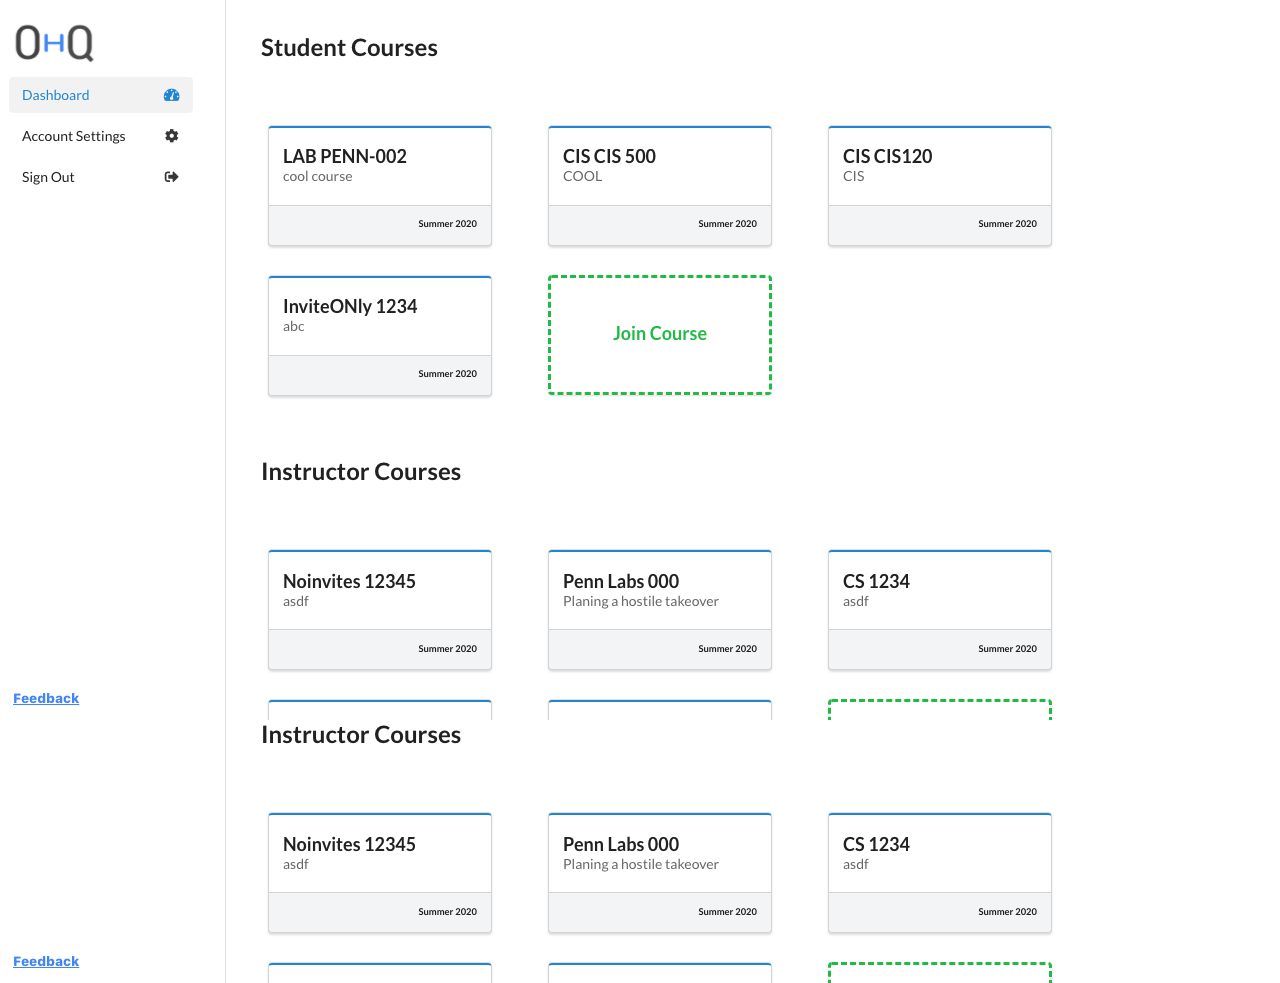 OHQ
Dashboard
Account Settings
Sign Out
Student Courses
LAB PENN-002
cool course
Summer 2020
CIS CIS 500
COOL
Summer 2020
CIS CIS120
CIS
Summer 2020
InviteONly 1234
abc
Summer 2020
Join Course
Instructor Courses
Noinvites 12345
asdf
Summer 2020
Penn Labs 000
Planing a hostile takeover
Summer 2020
CS 1234
asdf
Summer 2020
Feedback
Instructor Courses
Noinvites 12345
asdf
Summer 2020
Penn Labs 000
Planing a hostile takeover
Summer 2020
CS 1234
asdf
Summer 2020
Feedback